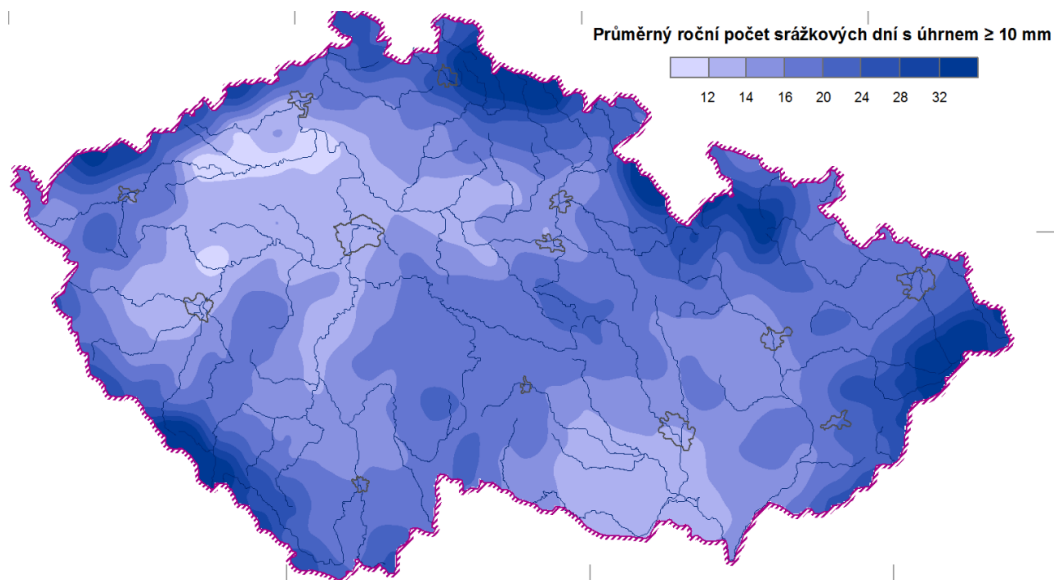 Průměrný roční počet srážkových dní s úhrnem ≥ 10 mm
12 14 16 20 24 28 32